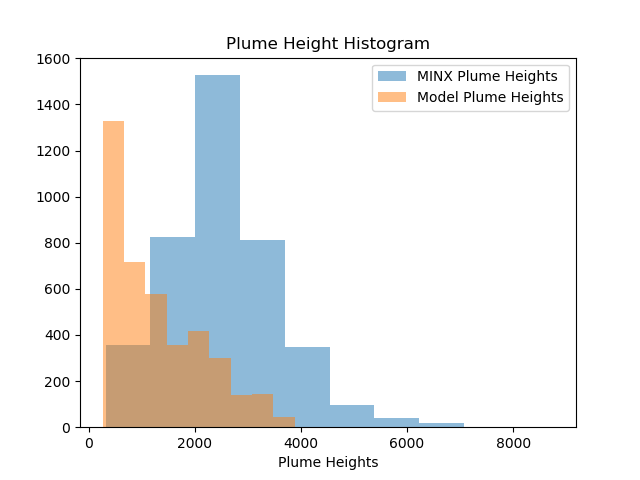 Plume Height Histogram
MINX Plume Heights
Model Plume Heights
1600
1400
1200
1000
800
600
400
200
0
0 2000 4000 6000 8000
Plume Heights